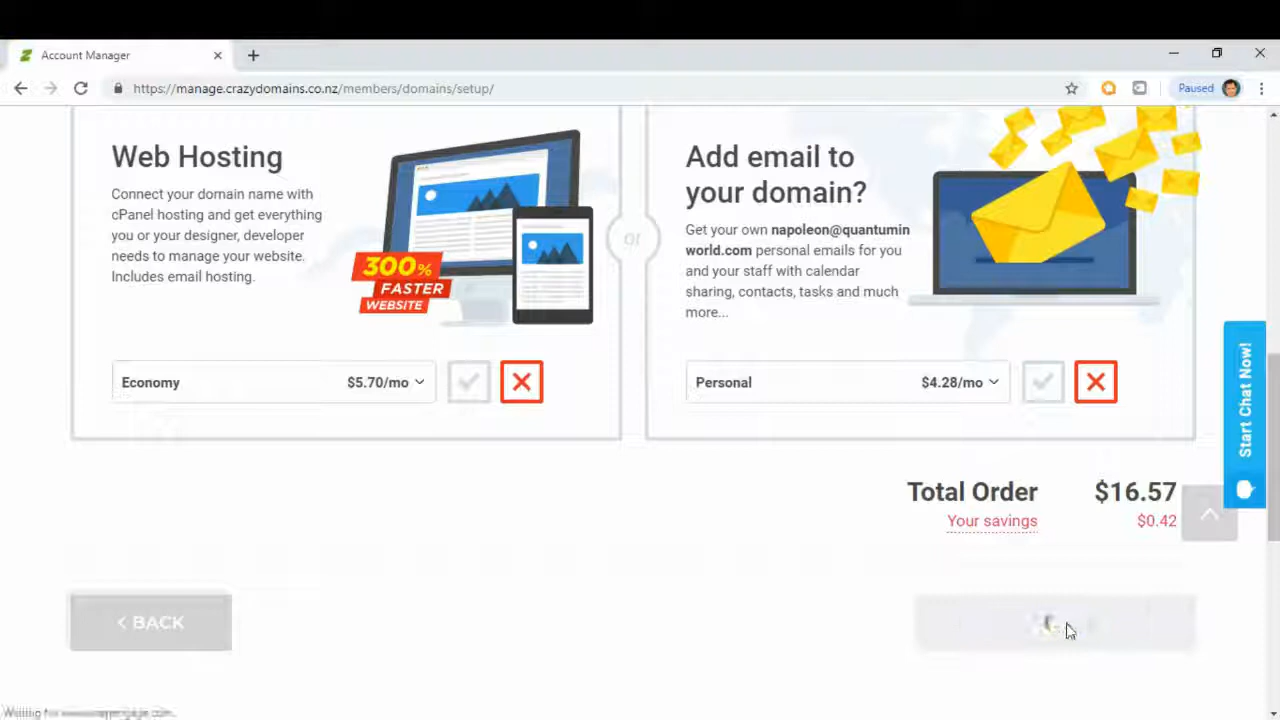 Account Manager
https://manage.crazydomains.co.nz/members/domains/setup/
Paused
Web Hosting
Connect your domain name with
cPanel hosting and get everything
you or your designer, developer
needs to manage your website.
Includes email hosting.
300%
FASTER
WEBSITE
or
Add email to
your domain?
Get your own napoleon@quantumin
world.com personal emails for you
and your staff with calendar
sharing, contacts, tasks and much
more...
Economy $5.70/mo
Personal $4.28/mo
Start Chat Now!
Total Order $16.57
Your savings $0.42
< BACK
Waiting for